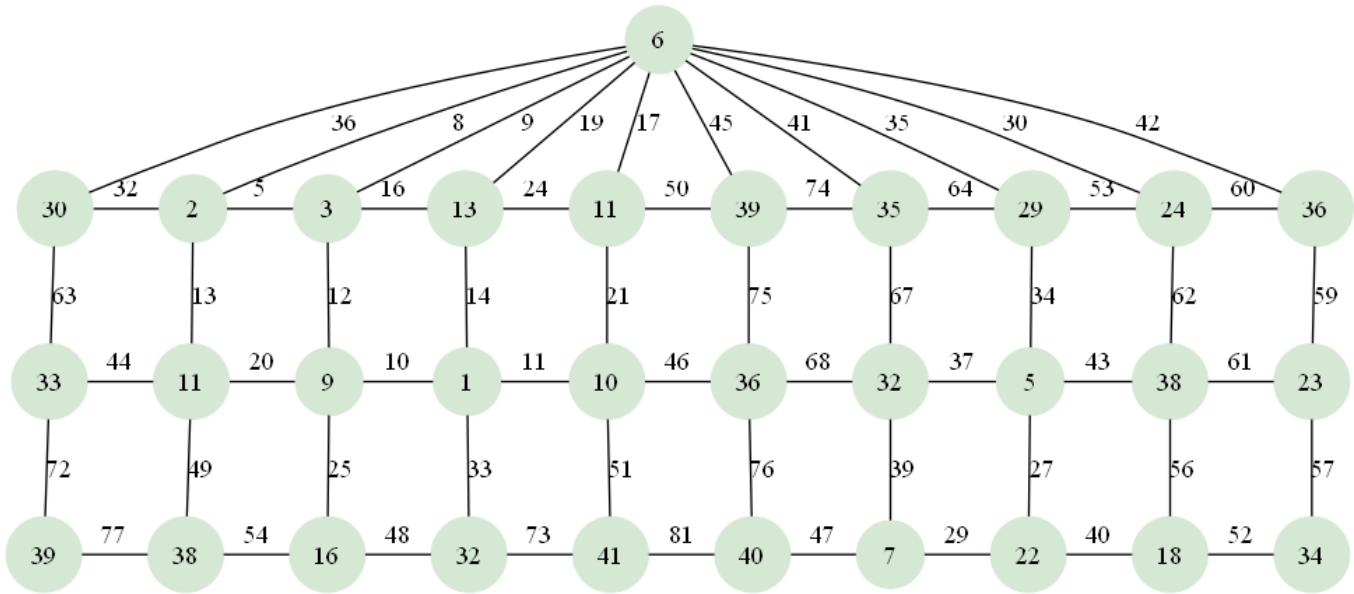 6
36 8 9 19 17 45 41 35 30 42
32 5 16 24 50 74 64 53 60
30 2 3 13 11 39 35 29 24 36
63 13 12 14 21 75 67 34 62 59
44 20 10 11 46 68 37 43 61
33 11 9 1 10 36 32 5 38 23
72 49 25 33 51 76 39 27 56 57
77 54 48 73 81 47 29 40 52
39 38 16 32 41 40 7 22 18 34